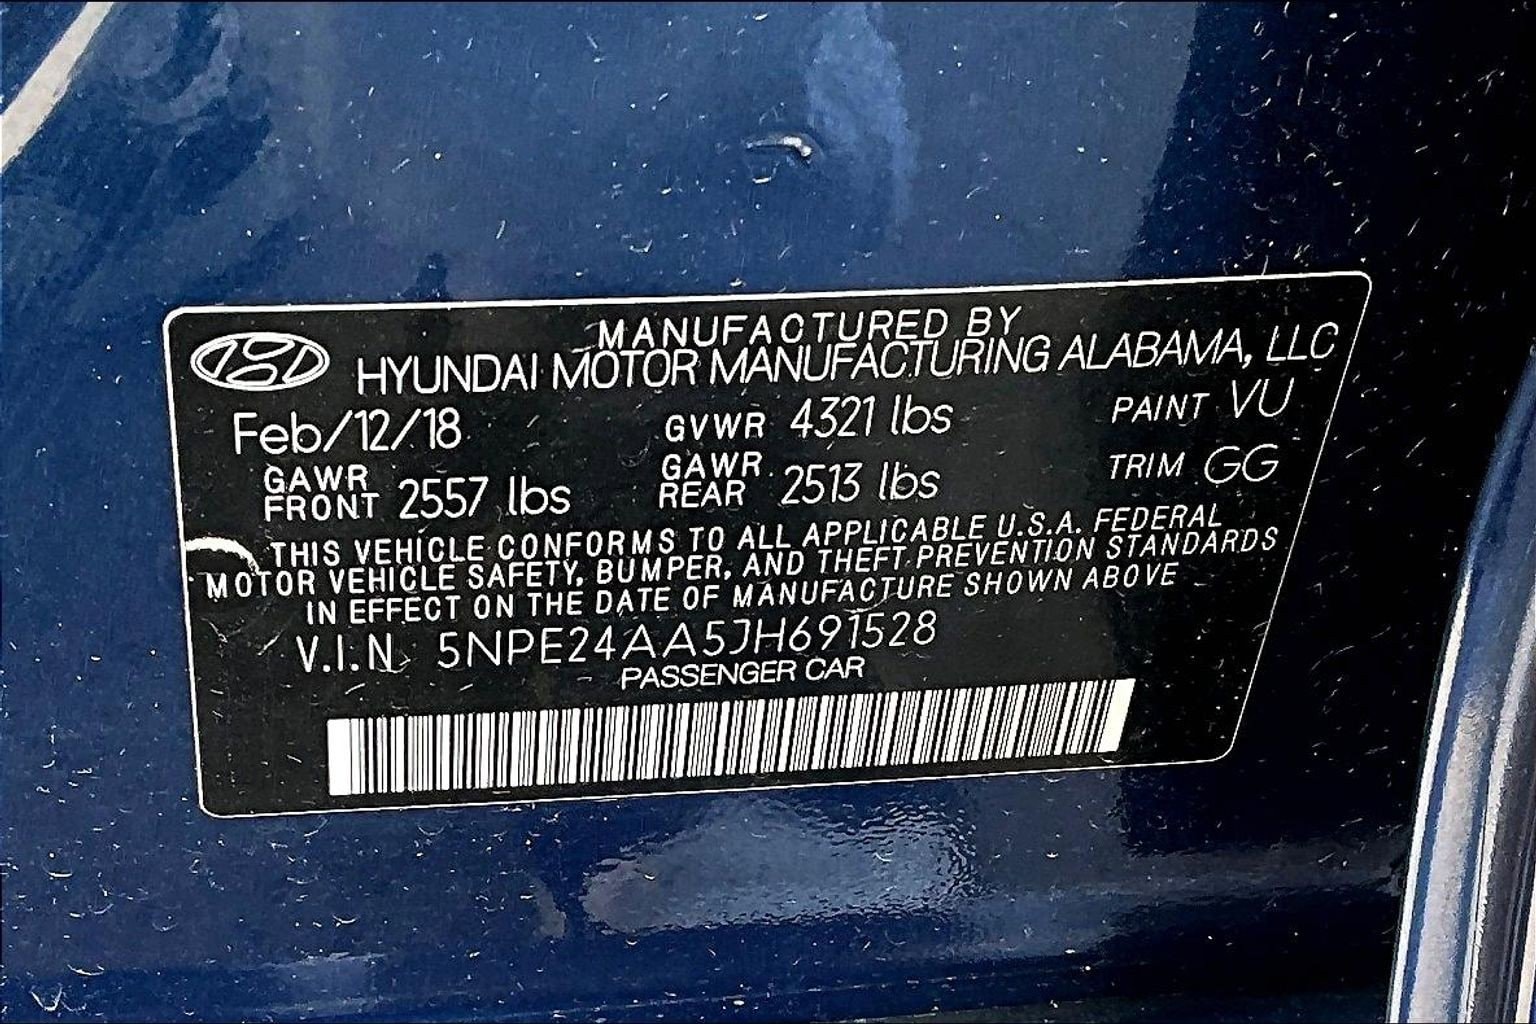 MANUFACTURED BY
HYUNDAI MOTOR MANUFACTURING ALABAMA, LLC
Feb/12/18 GVWR 4321 lbs PAINT VU
GAWR FRONT 2557 lbs GAWR REAR 2513 lbs TRIM GG
THIS VEHICLE CONFORMS TO ALL APPLICABLE U.S.A. FEDERAL
MOTOR VEHICLE SAFETY, BUMPER, AND THEFT PREVENTION STANDARDS
IN EFFECT ON THE DATE OF MANUFACTURE SHOWN ABOVE
V.I.N 5NPE24AA5JH691528
PASSENGER CAR